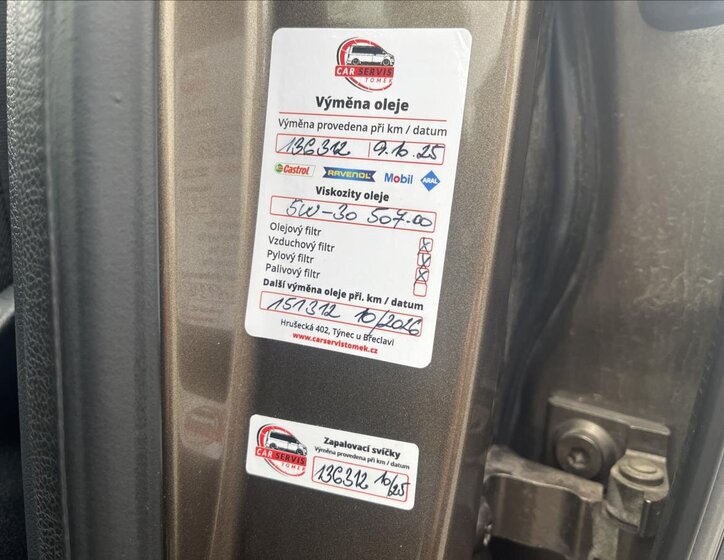 CAR SERVIS
TOMEK
Výměna oleje
Výměna provedena při km / datum
136312 9.10.25
Castrol RAVENOL Mobil ARAL
Viskozity oleje
5W-30 507.00
Olejový filtr
Vzduchový filtr
Pylový filtr
Palivový filtr
Další výměna oleje při. km / datum
151312 10/2026
Hrušecká 402, Týnec u Břeclavi
www.carservistomek.cz
CAR SERVIS
TOMEK
Zapalovací svíčky
Výměna provedena při km / datum
136312 10/25